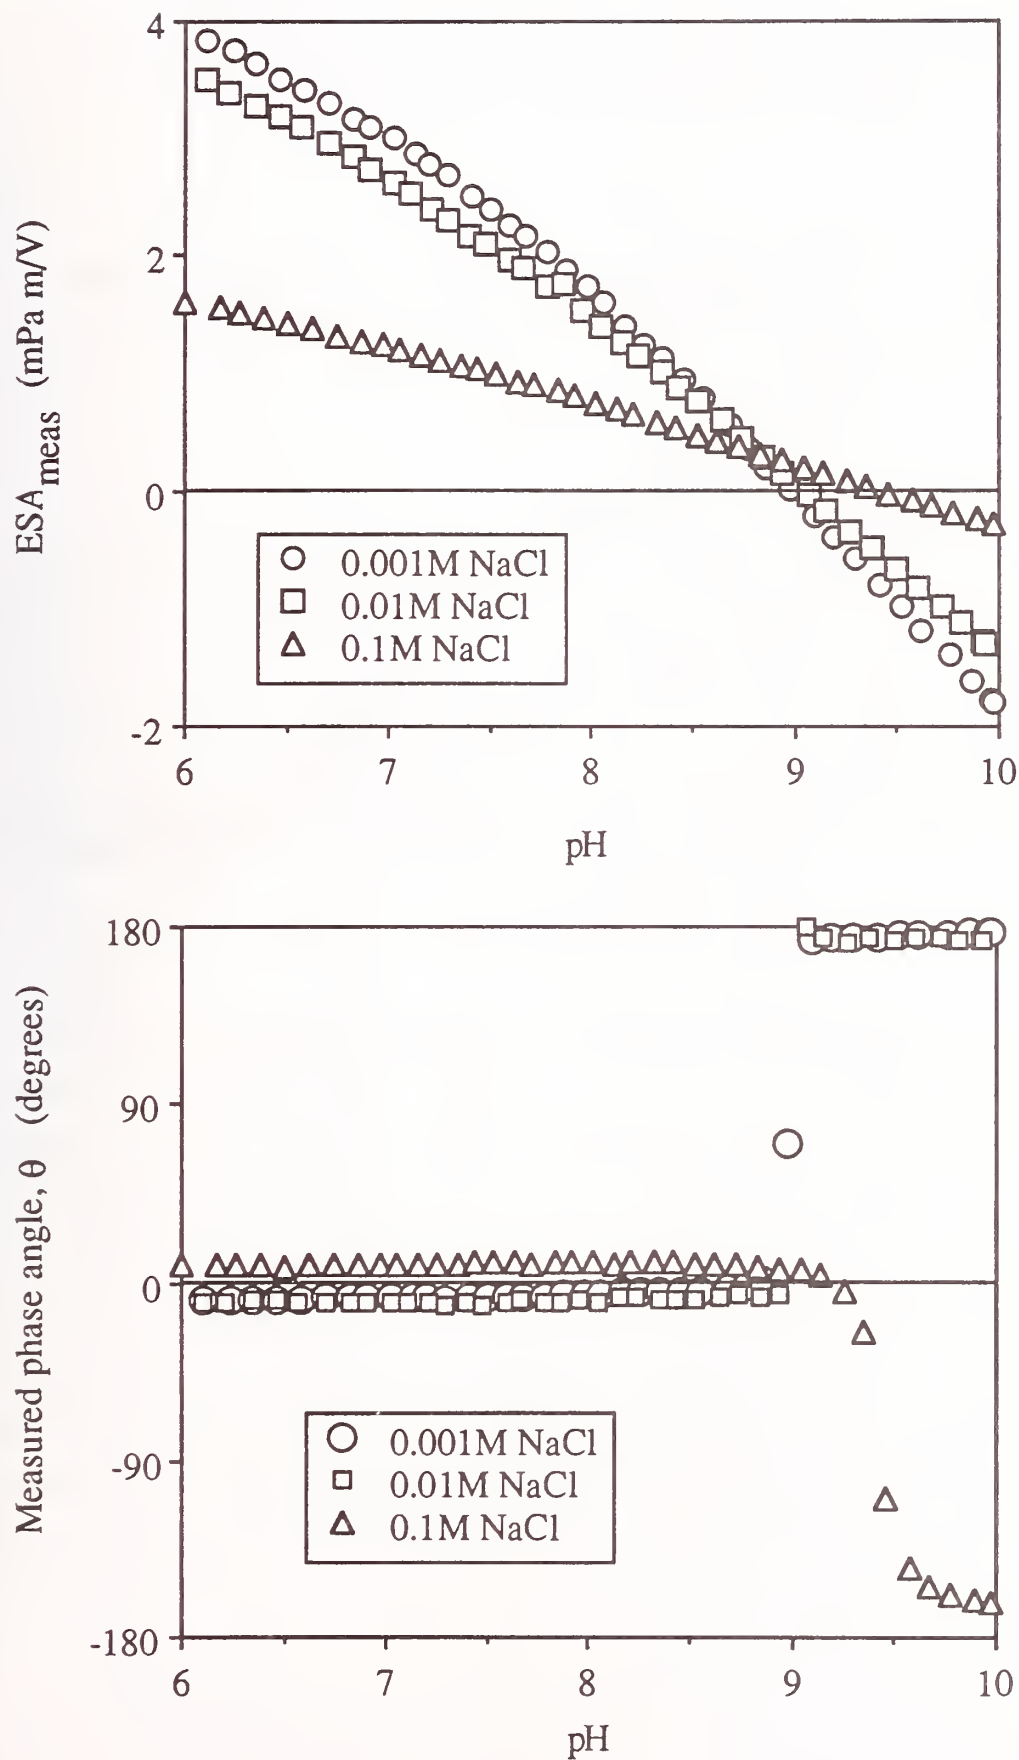 4
2
0
-2
ESA meas (mPa m/V)
0.001M NaCl
0.01M NaCl
0.1M NaCl
6 7 8 9 10
pH
180
90
0
-90
-180
Measured phase angle, θ (degrees)
0.001M NaCl
0.01M NaCl
0.1M NaCl
6 7 8 9 10
pH